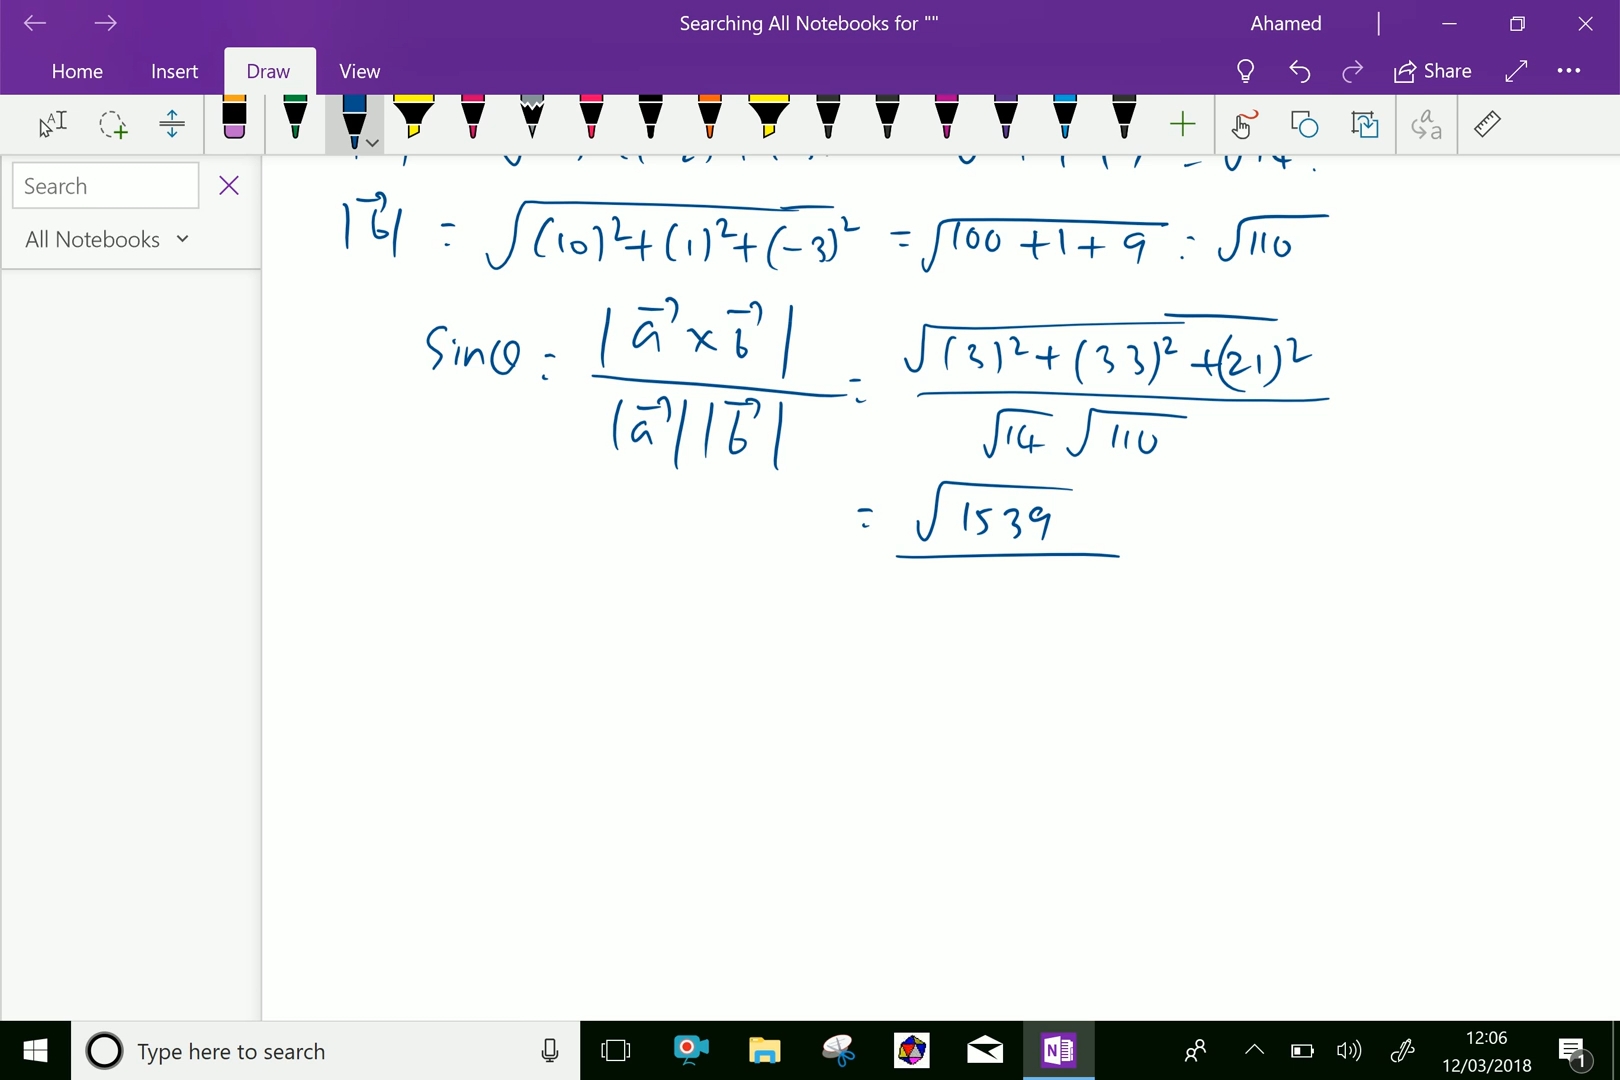 Searching All Notebooks for ""
Ahamed
Home Insert Draw View
Share
Search
All Notebooks
= √14.
|b⃗| = √(10)²+(1)²+(-3)² = √100+1+9 = √110
Sinθ = |a⃗ × b⃗| / |a⃗||b⃗| = √(3)²+(33)²+(21)² / √14 √110
= √1539
Type here to search
12:06
12/03/2018
1